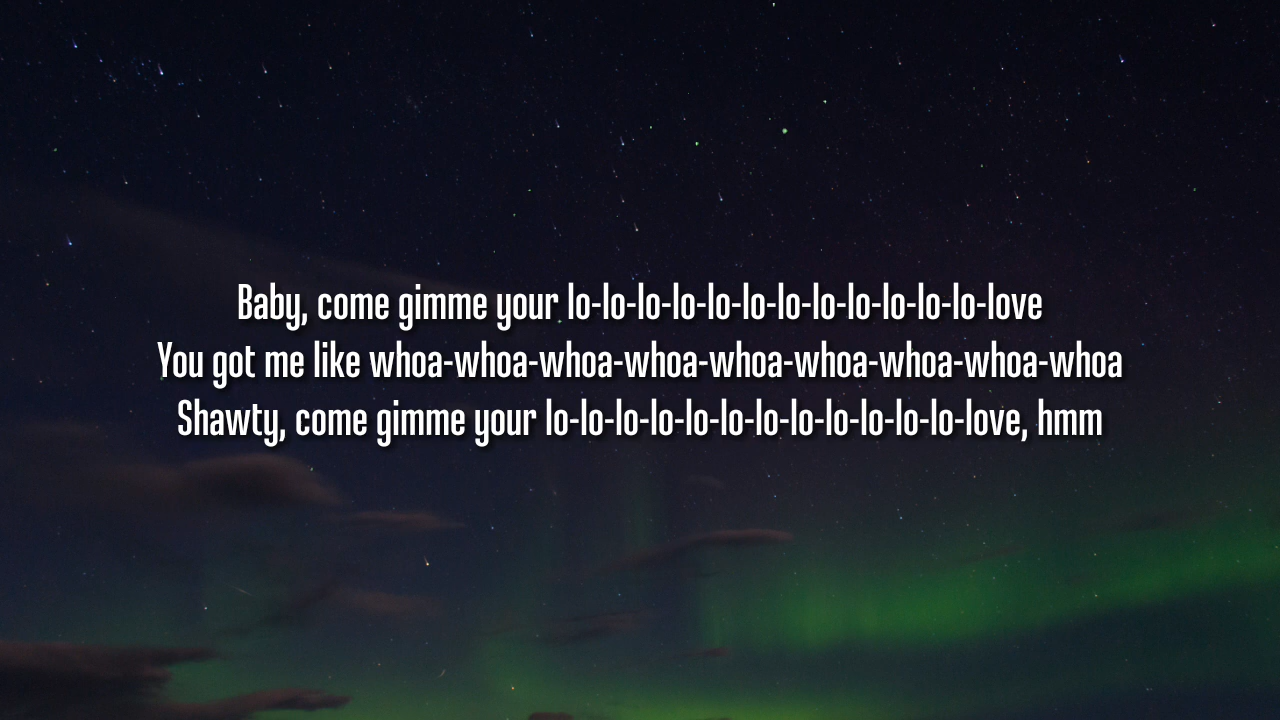 Baby, come gimme your lo-lo-lo-lo-lo-lo-lo-lo-lo-lo-lo-lo-love
You got me like whoa-whoa-whoa-whoa-whoa-whoa-whoa-whoa-whoa
Shawty, come gimme your lo-lo-lo-lo-lo-lo-lo-lo-lo-lo-lo-lo-love, hmm